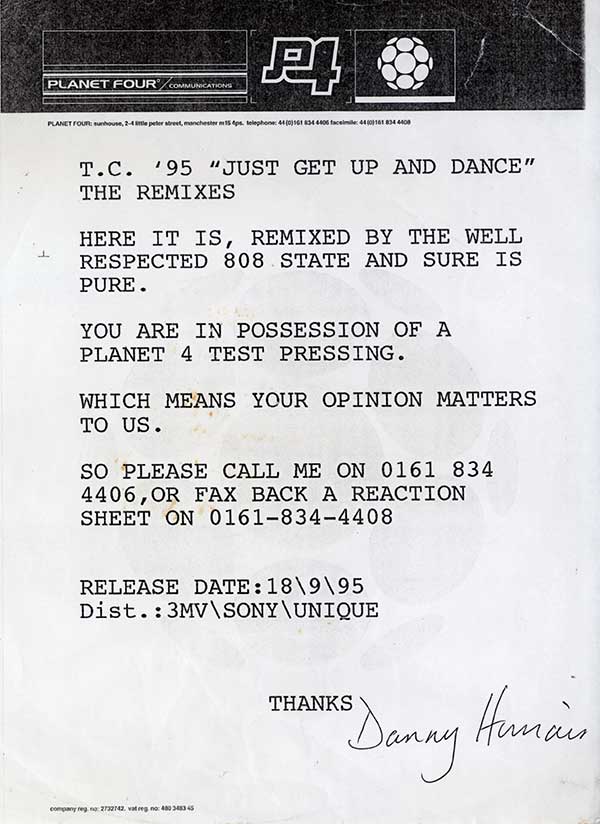 PLANET FOUR°/COMMUNICATIONS
P4
PLANET FOUR: sunhouse, 2-4 little peter street, manchester m15 4ps. telephone: 44 (0)161 834 4406 facsimile: 44 (0)161 834 4408
T.C. '95 "JUST GET UP AND DANCE"
THE REMIXES
HERE IT IS, REMIXED BY THE WELL
RESPECTED 808 STATE AND SURE IS
PURE.
YOU ARE IN POSSESSION OF A
PLANET 4 TEST PRESSING.
WHICH MEANS YOUR OPINION MATTERS
TO US.
SO PLEASE CALL ME ON 0161 834
4406,OR FAX BACK A REACTION
SHEET ON 0161-834-4408
RELEASE DATE:18\9\95
Dist.:3MV\SONY\UNIQUE
THANKS
Danny
company reg. no: 2732742. vat reg. no: 480 3483 45